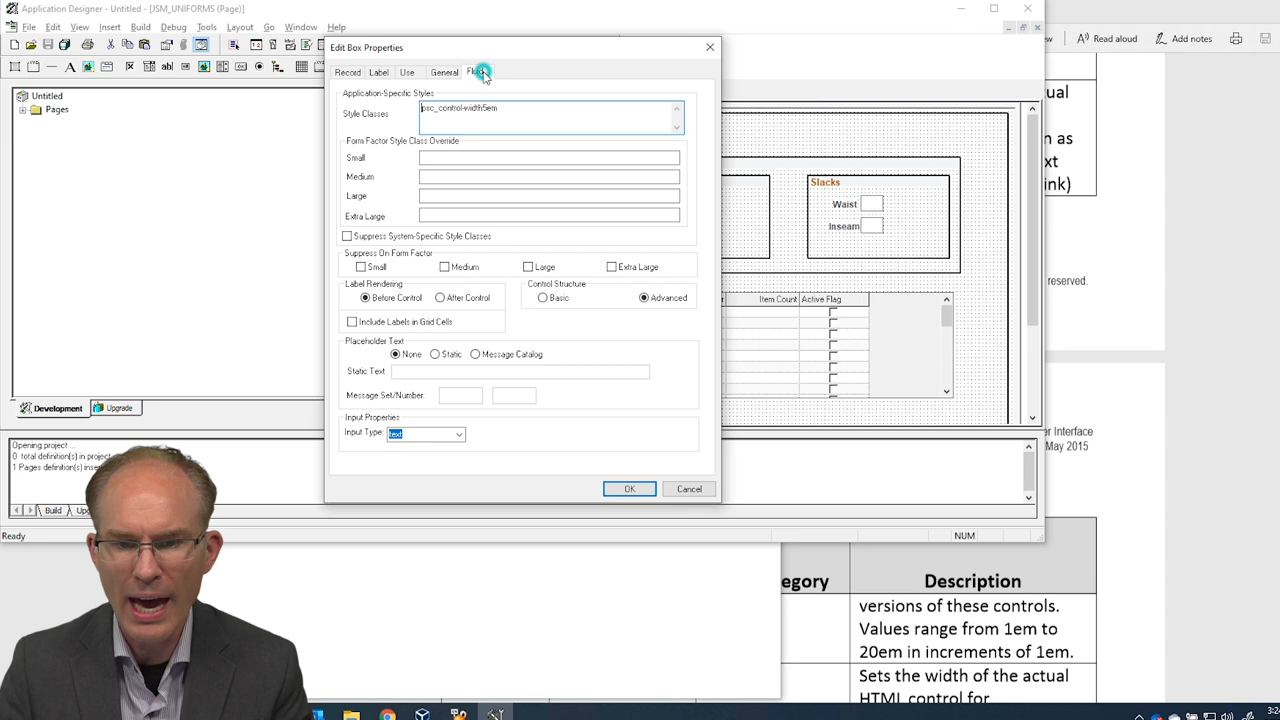 Application Designer - Untitled - [JSM_UNIFORMS (Page)]
File Edit View Insert Build Debug Tools Layout Go Window Help
Read aloud
Add notes
Untitled
Pages
Development
Upgrade
Opening project ...
0 total definition(s) in project
1 Pages definition(s)
Build
Ready
NUM
Edit Box Properties
Record Label Use General
Application-Specific Styles
Style Classes
psc_control-width5em
Form Factor Style Class Override
Small
Medium
Large
Extra Large
Suppress System-Specific Style Classes
Suppress On Form Factor
Small Medium Large Extra Large
Label Rendering
Before Control After Control
Control Structure
Basic Advanced
Include Labels in Grid Cells
Placeholder Text
None Static Message Catalog
Static Text
Message Set/Number:
Input Properties
Input Type: text
OK Cancel
Slacks
Waist
Inseam
Item Count Active Flag
as
reserved.
Interface
May 2015
Description
versions of these controls.
Values range from 1em to
20em in increments of 1em.
Sets the width of the actual
HTML control for